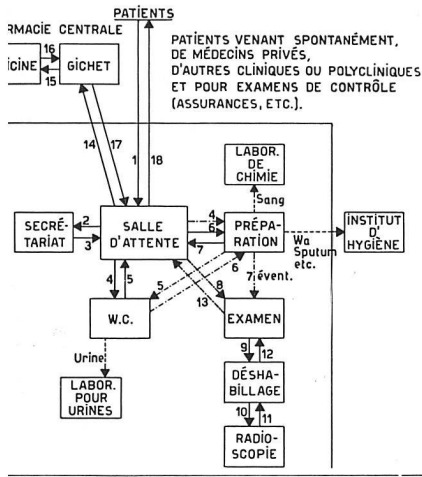 PATIENTS
RMACIE CENTRALE
PATIENTS VENANT SPONTANÉMENT,
DE MÉDECINS PRIVÉS,
D'AUTRES CLINIQUES OU POLYCLINIQUES
ET POUR EXAMENS DE CONTRÔLE
(ASSURANCES, ETC.).
CINE
16
15
GICHET
14
17
1
18
LABOR.
DE
CHIMIE
Sang
SECRÉ-
TARIAT
2
3
SALLE
D'ATTENTE
4
6
7
PRÉPA-
RATION
Wa
Sputum
etc.
INSTITUT
D'
HYGIÈNE
4
5
5
6
8
13
7 évent.
W.C.
EXAMEN
Urine
9
12
LABOR.
POUR
URINES
DÉSHA-
BILLAGE
10
11
RADIO-
SCOPIE